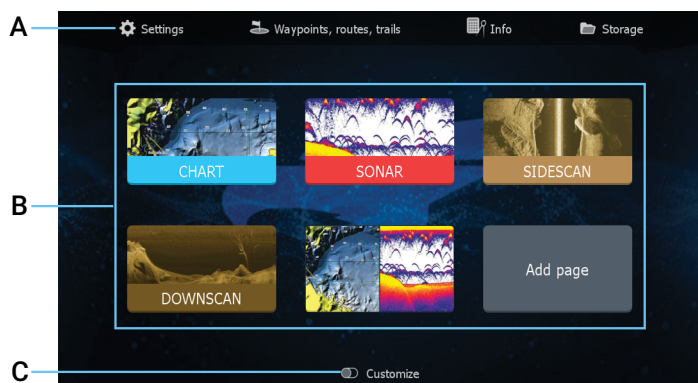 A
Settings
Waypoints, routes, trails
Info
Storage
B
CHART
SONAR
SIDESCAN
DOWNSCAN
Add page
C
Customize